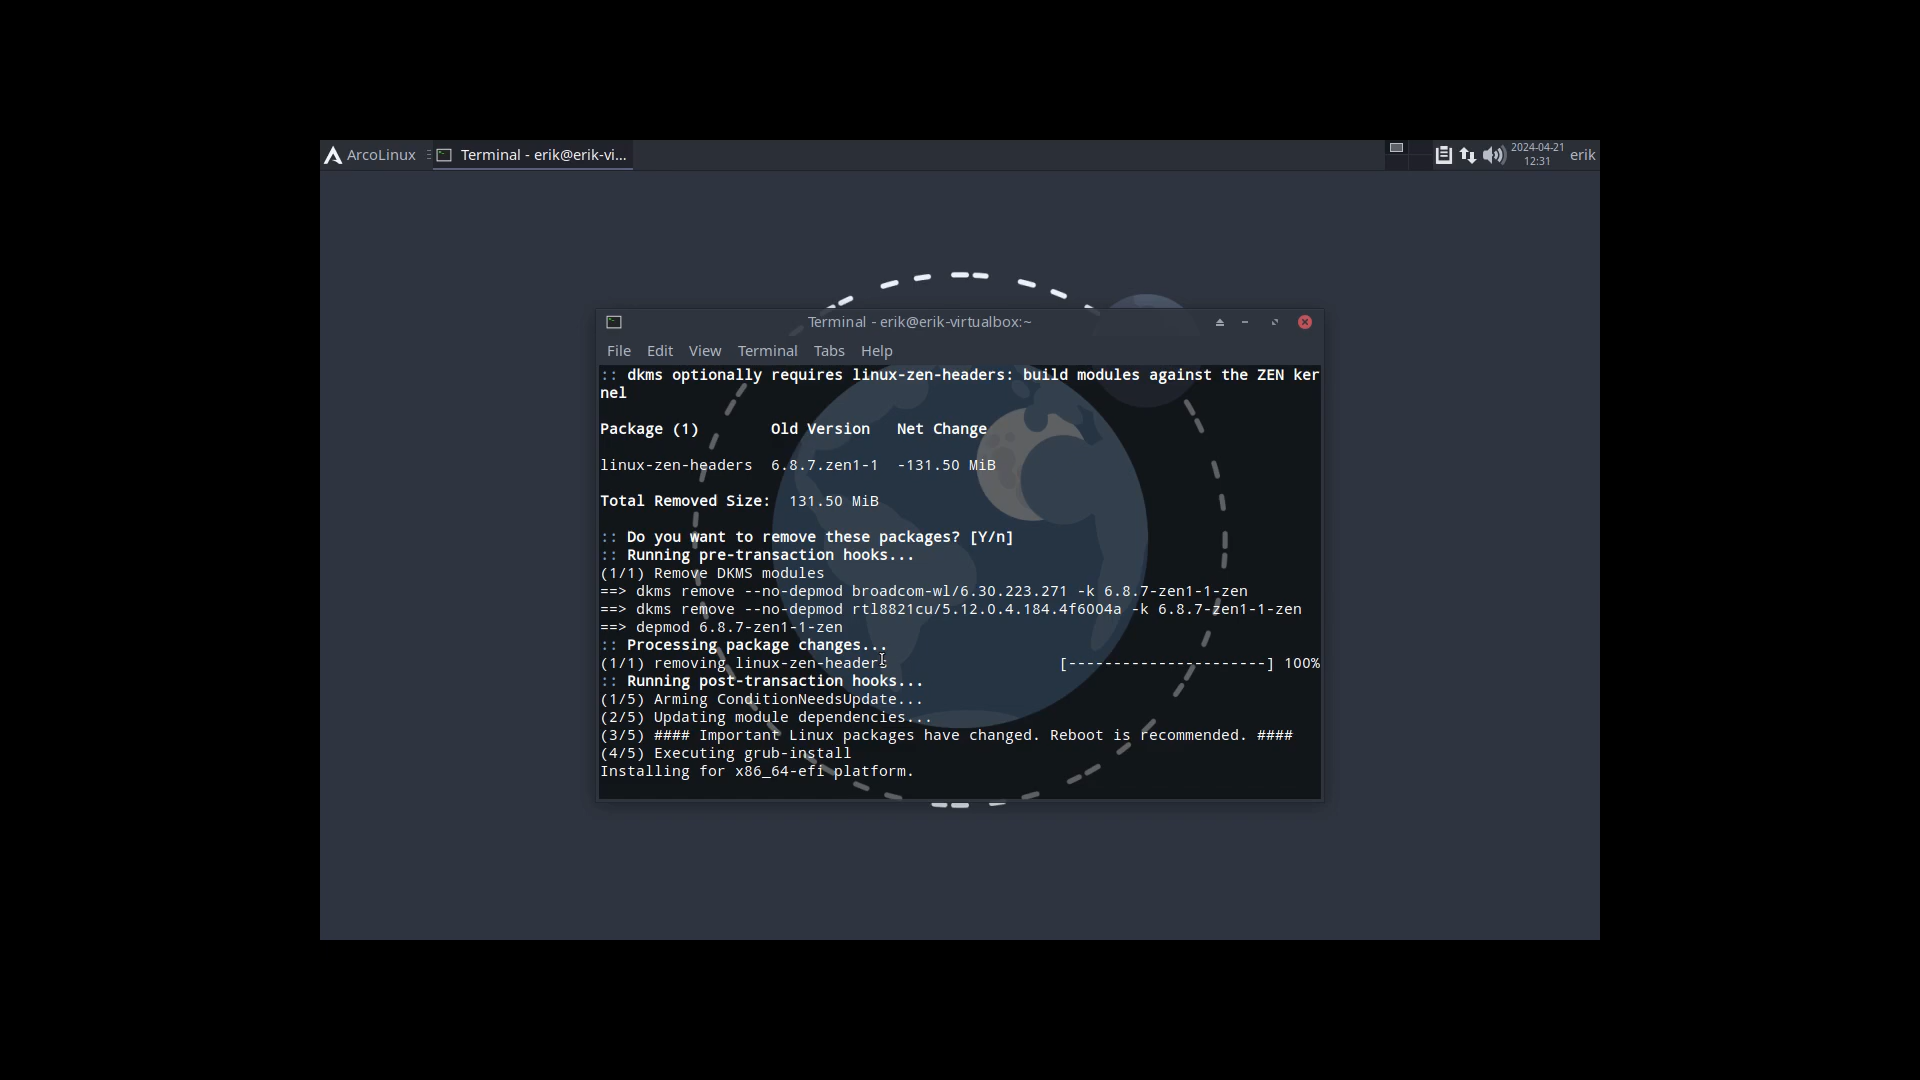 ArcoLinux
Terminal - erik@erik-vi...
2024-04-21
12:31
erik
Terminal - erik@erik-virtualbox:~
File Edit View Terminal Tabs Help
:: dkms optionally requires linux-zen-headers: build modules against the ZEN ker
nel
Package (1) Old Version Net Change
linux-zen-headers 6.8.7.zen1-1 -131.50 MiB
Total Removed Size: 131.50 MiB
:: Do you want to remove these packages? [Y/n]
:: Running pre-transaction hooks...
(1/1) Remove DKMS modules
==> dkms remove --no-depmod broadcom-wl/6.30.223.271 -k 6.8.7-zen1-1-zen
==> dkms remove --no-depmod rtl8821cu/5.12.0.4.184.4f6004a -k 6.8.7-zen1-1-zen
==> depmod 6.8.7-zen1-1-zen
:: Processing package changes...
(1/1) removing linux-zen-headers [----------------------] 100%
:: Running post-transaction hooks...
(1/5) Arming ConditionNeedsUpdate...
(2/5) Updating module dependencies...
(3/5) #### Important Linux packages have changed. Reboot is recommended. ####
(4/5) Executing grub-install
Installing for x86_64-efi platform.